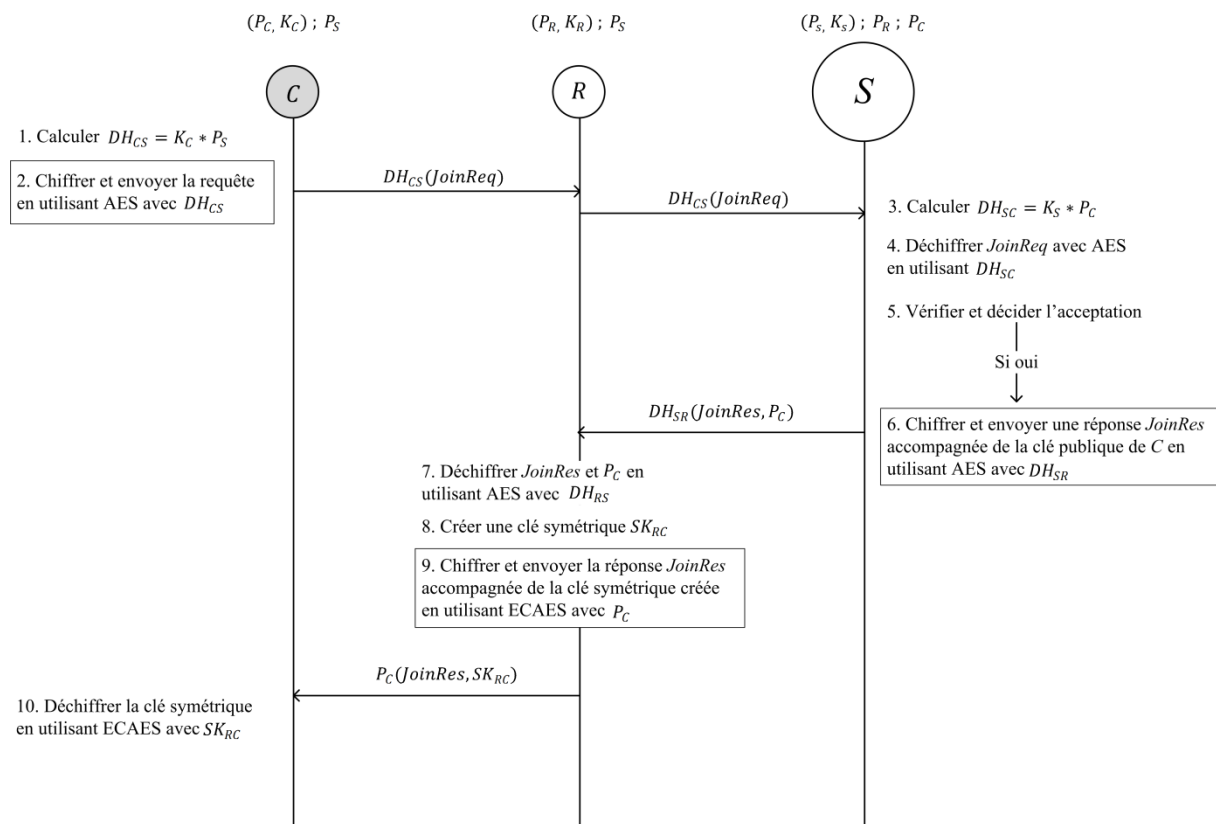 (P_C, K_C) ; P_S
(P_R, K_R) ; P_S
(P_s, K_s) ; P_R ; P_C
C
R
S
1. Calculer DH_CS = K_C * P_S
2. Chiffrer et envoyer la requête
en utilisant AES avec DH_CS
DH_CS(JoinReq)
DH_CS(JoinReq)
3. Calculer DH_SC = K_S * P_C
4. Déchiffrer JoinReq avec AES
en utilisant DH_SC
5. Vérifier et décider l’acceptation
Si oui
DH_SR(JoinRes, P_C)
6. Chiffrer et envoyer une réponse JoinRes
accompagnée de la clé publique de C en
utilisant AES avec DH_SR
7. Déchiffrer JoinRes et P_C en
utilisant AES avec DH_RS
8. Créer une clé symétrique SK_RC
9. Chiffrer et envoyer la réponse JoinRes
accompagnée de la clé symétrique créée
en utilisant ECAES avec P_C
P_C(JoinRes, SK_RC)
10. Déchiffrer la clé symétrique
en utilisant ECAES avec SK_RC